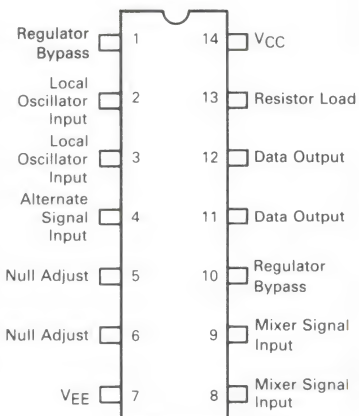 Regulator
Bypass
1
14
VCC
Local
Oscillator
Input
2
13
Resistor Load
Local
Oscillator
Input
3
12
Data Output
Alternate
Signal
Input
4
11
Data Output
Null Adjust
5
10
Regulator
Bypass
Null Adjust
6
9
Mixer Signal
Input
VEE
7
8
Mixer Signal
Input